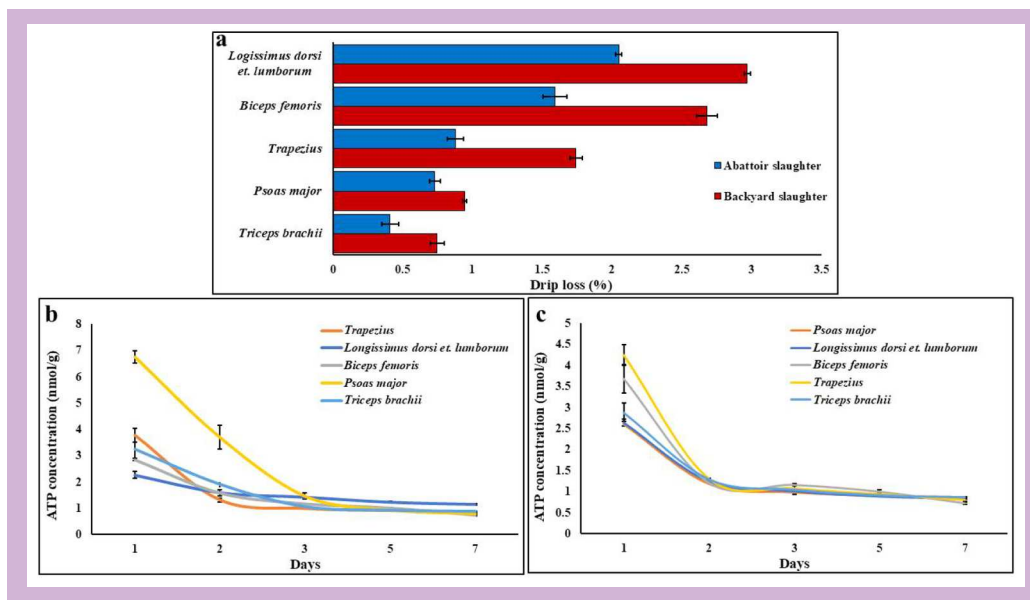 a
Logissimus dorsi
et. lumborum
Biceps femoris
Trapezius
Psoas major
Triceps brachii
Abattoir slaughter
Backyard slaughter
0 0.5 1 1.5 2 2.5 3 3.5
Drip loss (%)
b
ATP concentration (nmol/g)
8
7
6
5
4
3
2
1
0
Trapezius
Longissimus dorsi et. lumborum
Biceps femoris
Psoas major
Triceps brachii
1 2 3 5 7
Days
c
ATP concentration (nmol/g)
5
4.5
4
3.5
3
2.5
2
1.5
1
0.5
0
Psoas major
Longissimus dorsi et. lumborum
Biceps femoris
Trapezius
Triceps brachii
1 2 3 5 7
Days